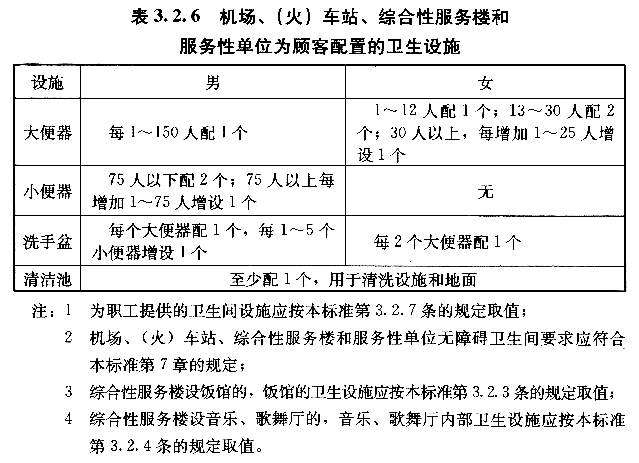 表 3.2.6 机场、(火)车站、综合性服务楼和
服务性单位为顾客配置的卫生设施
设施 男 女
大便器 每 1～150 人配 1 个 1～12 人配 1 个；13～30 人配 2
个；30 人以上，每增加 1～25 人增
设 1 个
小便器 75 人以下配 2 个；75 人以上每
增加 1～75 人增设 1 个 无
洗手盆 每个大便器配 1 个，每 1～5 个
小便器增设 1 个 每 2 个大便器配 1 个
清洁池 至少配 1 个，用于清洗设施和地面
注：1 为职工提供的卫生间设施应按本标准第 3.2.7 条的规定取值；
2 机场、(火)车站、综合性服务楼和服务性单位无障碍卫生间要求应符合
本标准第 7 章的规定；
3 综合性服务楼设饭馆的，饭馆的卫生设施应按本标准第 3.2.3 条的规定取值；
4 综合性服务楼设音乐、歌舞厅的，音乐、歌舞厅内部卫生设施应按本标准
第 3.2.4 条的规定取值。